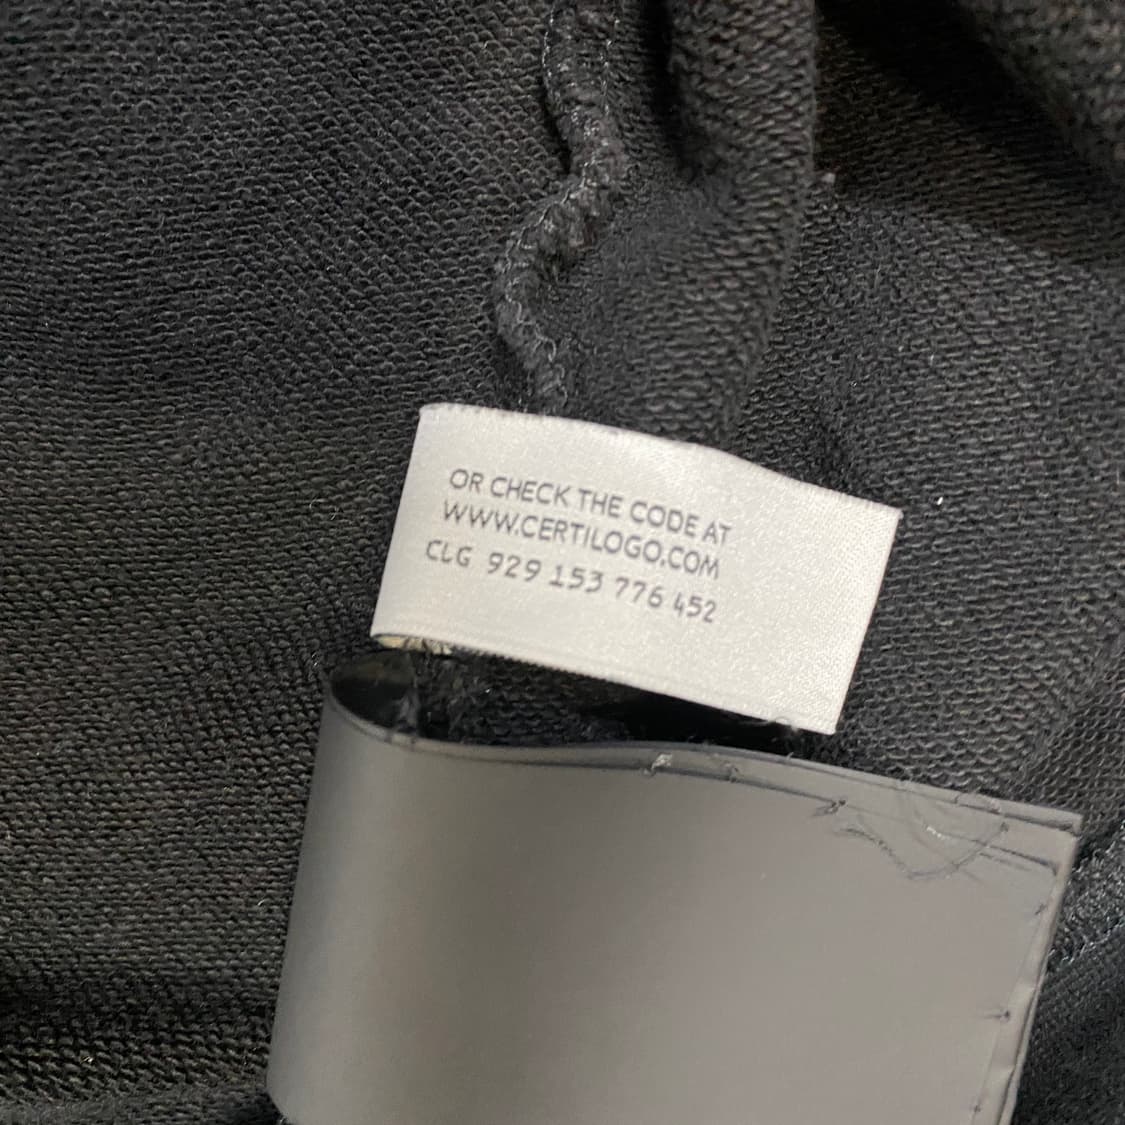 OR CHECK THE CODE AT
WWW.CERTILOGO.COM
CLG 929 153 776 452